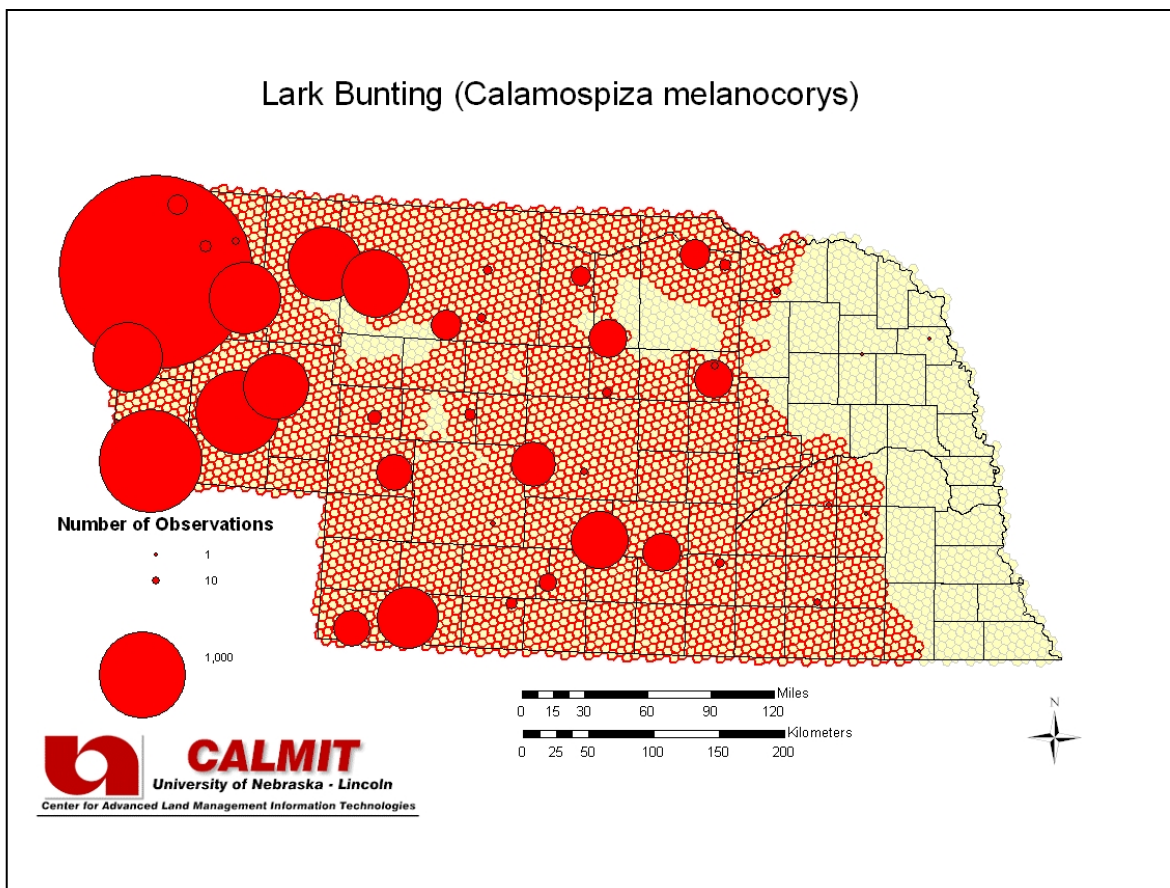 Lark Bunting (Calamospiza melanocorys)
Number of Observations
1
10
1,000
Miles
0 15 30 60 90 120
Kilometers
0 25 50 100 150 200
N
CALMIT
University of Nebraska - Lincoln
Center for Advanced Land Management Information Technologies